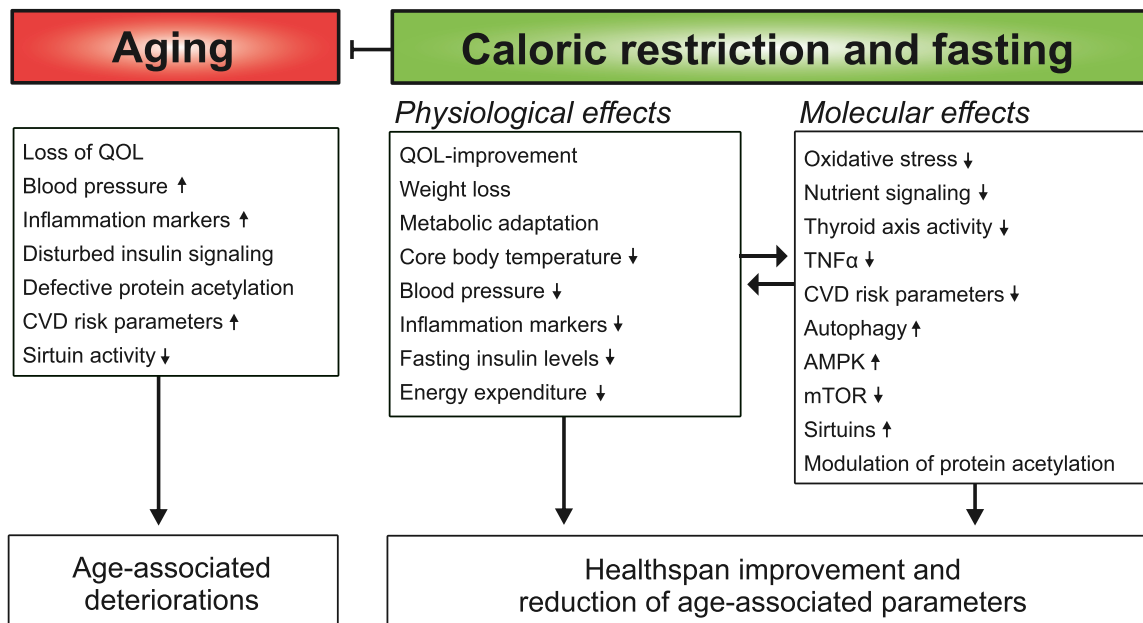 Aging
Caloric restriction and fasting
Physiological effects
Molecular effects
Loss of QOL
Blood pressure ↑
Inflammation markers ↑
Disturbed insulin signaling
Defective protein acetylation
CVD risk parameters ↑
Sirtuin activity ↓
QOL-improvement
Weight loss
Metabolic adaptation
Core body temperature ↓
Blood pressure ↓
Inflammation markers ↓
Fasting insulin levels ↓
Energy expenditure ↓
Oxidative stress ↓
Nutrient signaling ↓
Thyroid axis activity ↓
TNFα ↓
CVD risk parameters ↓
Autophagy ↑
AMPK ↑
mTOR ↓
Sirtuins ↑
Modulation of protein acetylation
Age-associated
deteriorations
Healthspan improvement and
reduction of age-associated parameters